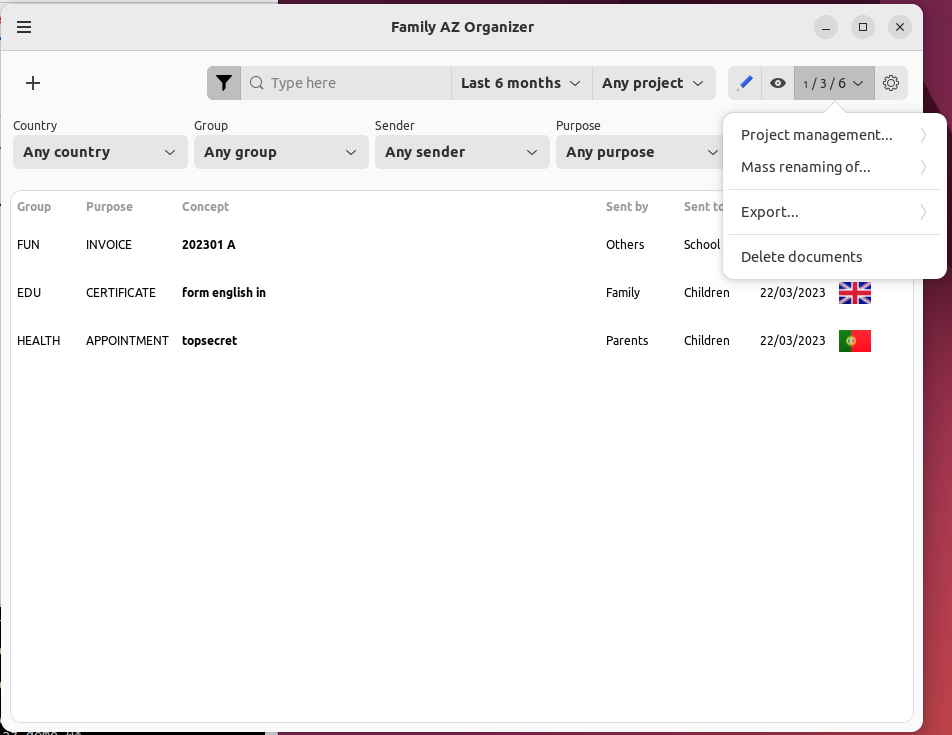 Family AZ Organizer
Type here
Last 6 months
Any project
1 / 3 / 6
Country
Group
Sender
Purpose
Any country
Any group
Any sender
Any purpose
Project management...
Mass renaming of...
Export...
Delete documents
Group Purpose Concept Sent by Sent to
FUN INVOICE 202301 A Others School
EDU CERTIFICATE form english in Family Children 22/03/2023
HEALTH APPOINTMENT topsecret Parents Children 22/03/2023